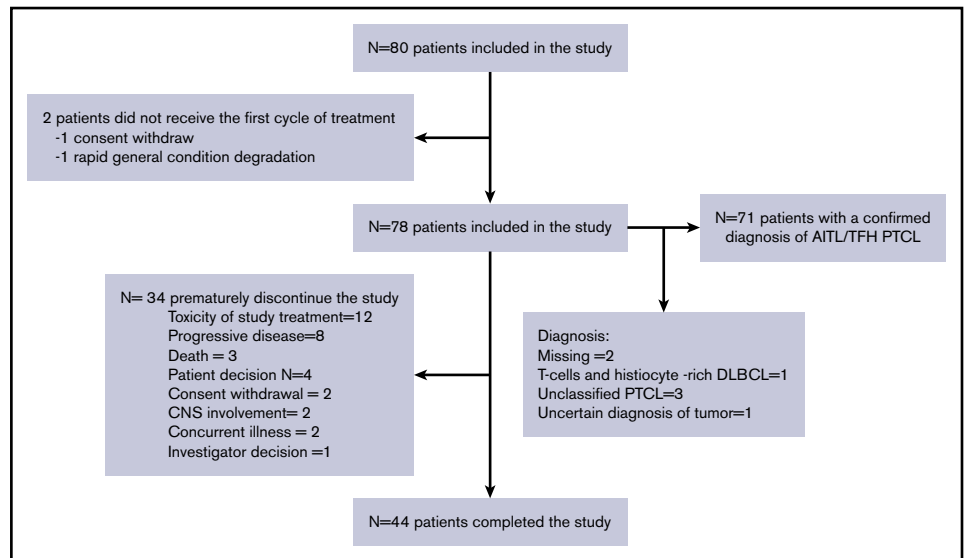 N=80 patients included in the study
2 patients did not receive the first cycle of treatment
-1 consent withdraw
-1 rapid general condition degradation
N=78 patients included in the study
N=71 patients with a confirmed
diagnosis of AITL/TFH PTCL
N= 34 prematurely discontinue the study
Toxicity of study treatment=12
Progressive disease=8
Death = 3
Patient decision N=4
Consent withdrawal = 2
CNS involvement= 2
Concurrent illness = 2
Investigator decision =1
Diagnosis:
Missing =2
T-cells and histiocyte -rich DLBCL=1
Unclassified PTCL=3
Uncertain diagnosis of tumor=1
N=44 patients completed the study